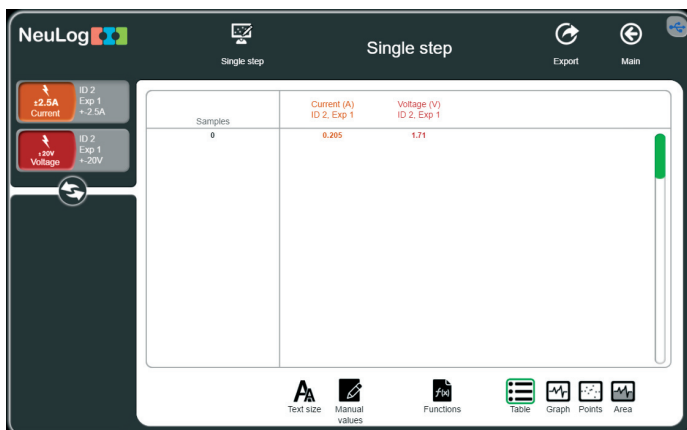 NeuLog
Single step
Single step
Export
Main
±2.5A
Current
ID 2
Exp 1
+-2.5A
±20V
Voltage
ID 2
Exp 1
+-20V
Samples
Current (A)
ID 2, Exp 1
Voltage (V)
ID 2, Exp 1
0 0.205 1.71
Text size
Manual
values
f(x)
Functions
Table
Graph
Points
Area